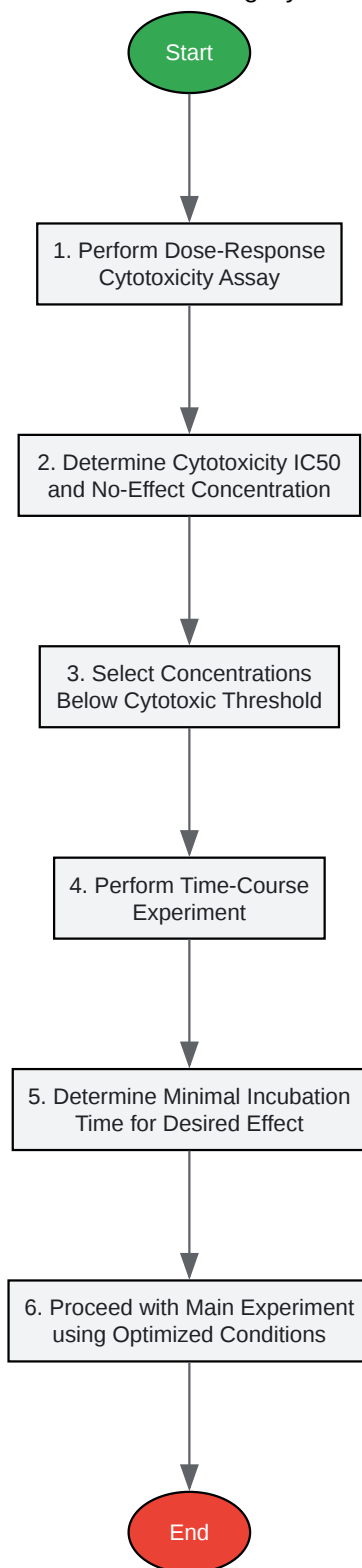 Start
1. Perform Dose-Response
Cytotoxicity Assay
2. Determine Cytotoxicity IC50
and No-Effect Concentration
3. Select Concentrations
Below Cytotoxic Threshold
4. Perform Time-Course
Experiment
5. Determine Minimal Incubation
Time for Desired Effect
6. Proceed with Main Experiment
using Optimized Conditions
End